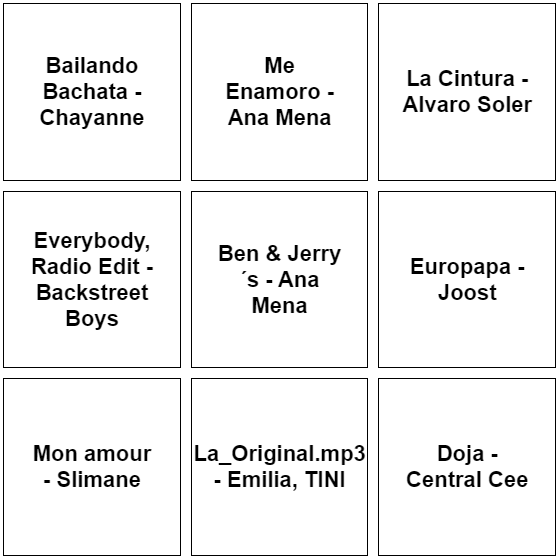 Bailando
Bachata -
Chayanne
Me
Enamoro -
Ana Mena
La Cintura -
Alvaro Soler
Everybody,
Radio Edit -
Backstreet
Boys
Ben & Jerry
´s - Ana
Mena
Europapa -
Joost
Mon amour
- Slimane
La_Original.mp3
- Emilia, TINI
Doja -
Central Cee